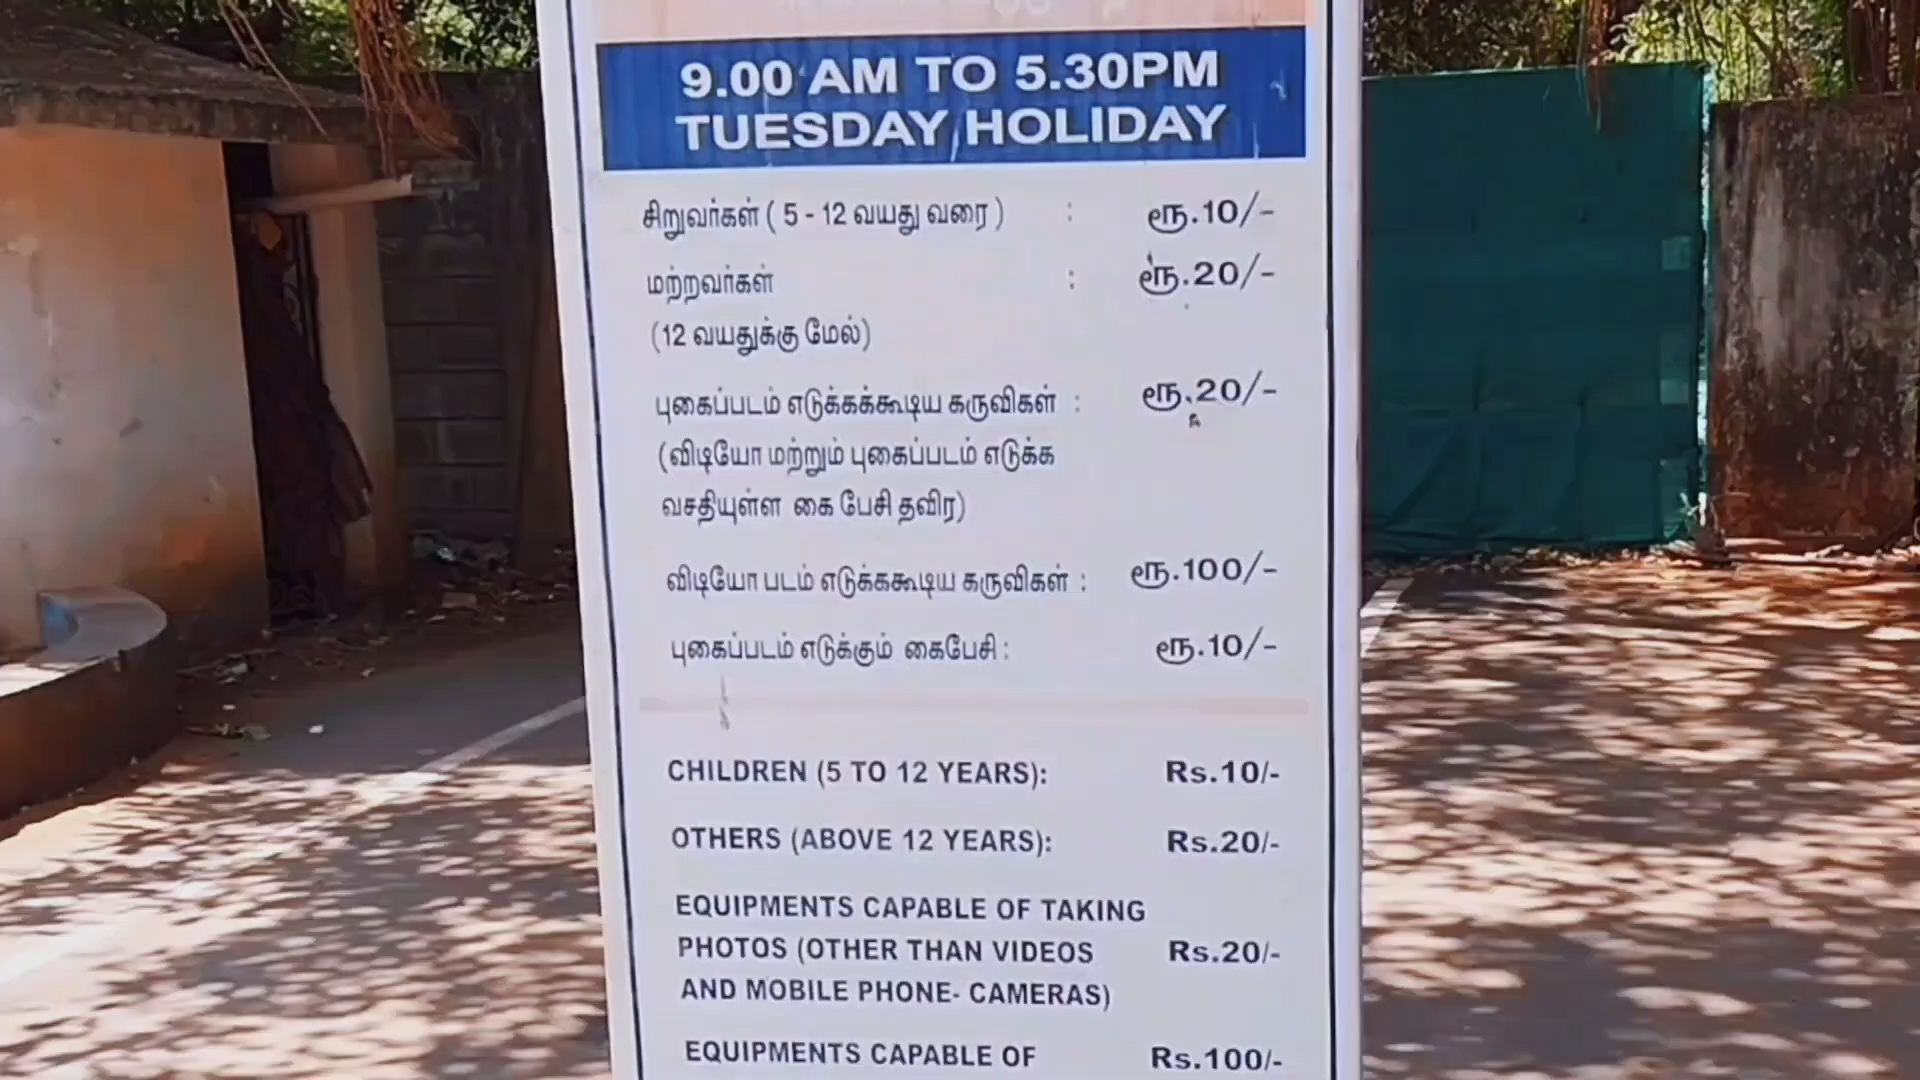 9.00 AM TO 5.30PM
TUESDAY HOLIDAY
சிறுவர்கள் ( 5 - 12 வயது வரை ) : ரூ.10/-
மற்றவர்கள் : ரூ.20/-
(12 வயதுக்கு மேல்)
புகைப்படம் எடுக்கக்கூடிய கருவிகள் : ரூ.20/-
(விடியோ மற்றும் புகைப்படம் எடுக்க
வசதியுள்ள கை பேசி தவிர)
விடியோ படம் எடுக்ககூடிய கருவிகள் : ரூ.100/-
புகைப்படம் எடுக்கும் கைபேசி : ரூ.10/-
CHILDREN (5 TO 12 YEARS): Rs.10/-
OTHERS (ABOVE 12 YEARS): Rs.20/-
EQUIPMENTS CAPABLE OF TAKING
PHOTOS (OTHER THAN VIDEOS Rs.20/-
AND MOBILE PHONE- CAMERAS)
EQUIPMENTS CAPABLE OF Rs.100/-